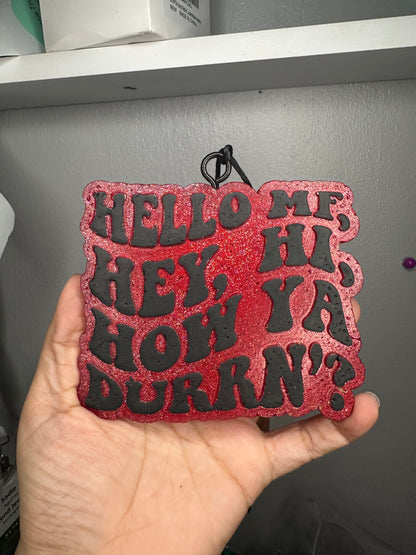 HELLO MF,
HEY, HI,
HOW YA
DURRN'?